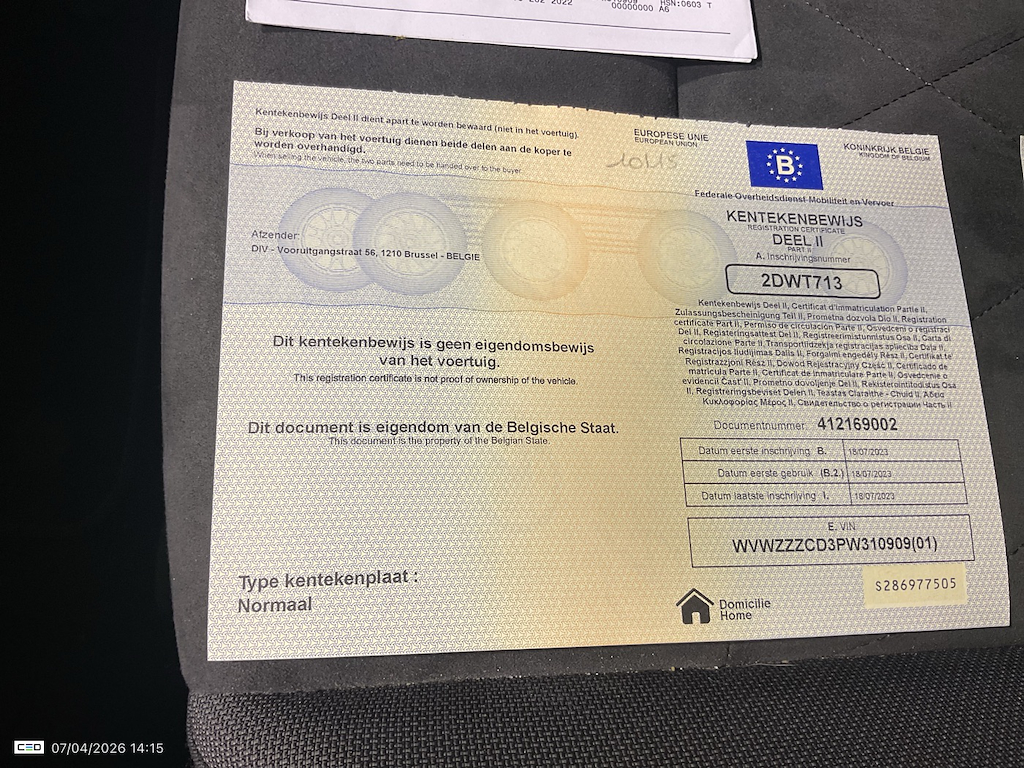 202 2022
HSN:0603 T
00000000 A6
Kentekenbewijs Deel II dient apart te worden bewaard (niet in het voertuig).
Bij verkoop van het voertuig dienen beide delen aan de koper te
worden overhandigd.
When selling the vehicle, the two parts need to be handed over to the buyer.
Afzender:
DIV - Vooruitgangstraat 56, 1210 Brussel - BELGIE
Dit kentekenbewijs is geen eigendomsbewijs
van het voertuig.
This registration certificate is not proof of ownership of the vehicle.
Dit document is eigendom van de Belgische Staat.
This document is the property of the Belgian State.
Type kentekenplaat :
Normaal
EUROPESE UNIE
EUROPEAN UNION
B
KONINKRIJK BELGIE
KINGDOM OF BELGIUM
Federale Overheidsdienst Mobiliteit en Vervoer
KENTEKENBEWIJS
REGISTRATION CERTIFICATE
DEEL II
PART II
A. Inschrijvingsnummer
2DWT713
Kentekenbewijs Deel II, Certificat d'immatriculation Partie II,
Zulassungsbescheinigung Teil II, Prometna dozvola Dio II, Registration
certificate Part II, Permiso de circulación Parte II, Osvedčení o registraci
Del II, Registeringsattest Del II, Registreerimistunnistus Osa II, Carta di
circolazione Parte II, Transportlidzekja registracijas apliecība Daļa II,
Registracijos liudijimas Dalis II, Forgalmi engedély Rész II, Certifikat ta'
Registrazzjoni Rész II, Dowod Rejestracyjny Część II, Certificado de
matrícula Parte II, Certificat de înmatriculare Parte II, Osvedenie o
evidencii Časť II, Prometno dovoljenje Del II, Rekisteröintitodistus Osa
II, Registreringsbeviset Delen II, Teastas Claraithe - Chuid II, Άδεια
Κυκλοφορίας Μέρος II, Свидетельство о регистрации Часть II
Documentnummer: 412169002
Datum eerste inschrijving B. 18/07/2023
Datum eerste gebruik (B.2.) 18/07/2023
Datum laatste inschrijving I. 18/07/2023
E. VIN
WVWZZZCD3PW310909(01)
S286977505
Domicilie
Home
CEO 07/04/2026 14:15